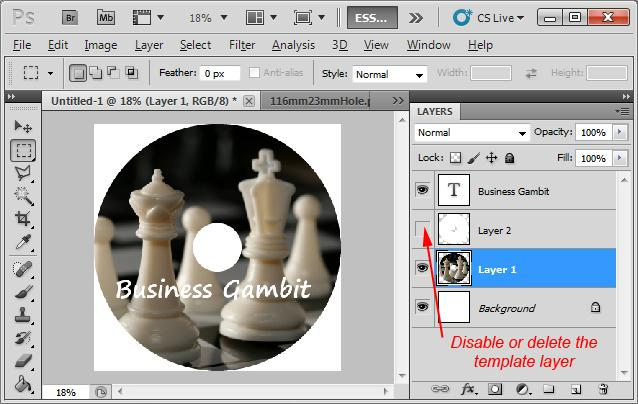 Ps Br Mb 18% ESS... CS Live
File Edit Image Layer Select Filter Analysis 3D View Window Help
Feather: 0 px Anti-alias Style: Normal Width: Height:
Untitled-1 @ 18% (Layer 1, RGB/8) * 116mm23mmHole.p
LAYERS
Normal Opacity: 100%
Lock: Fill: 100%
T Business Gambit
Layer 2
Layer 1
Background
Business Gambit
Disable or delete the
template layer
18%
fx